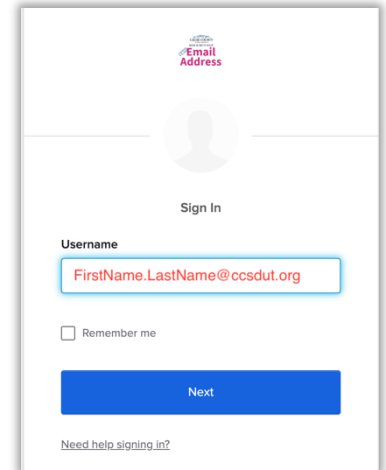 Email
Address
Sign In
Username
FirstName.LastName@ccsdut.org
Remember me
Next
Need help signing in?